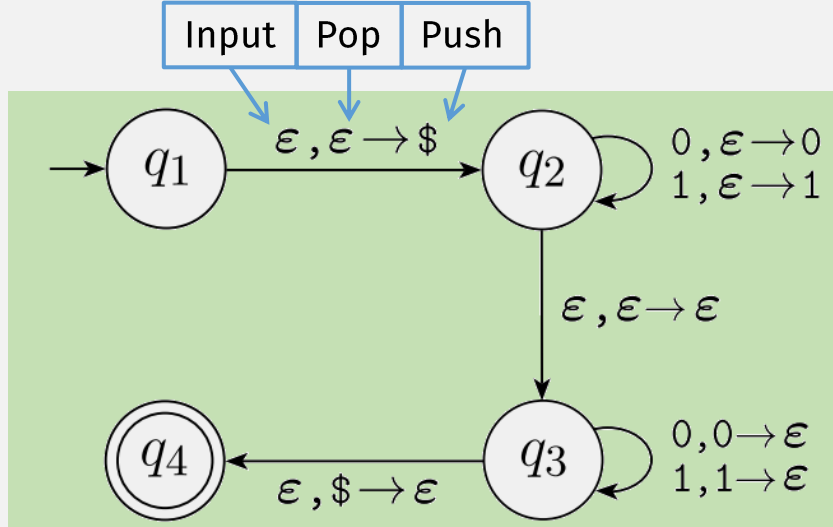 Input Pop Push
q1
ε,ε→$
q2
0,ε→0
1,ε→1
ε,ε→ε
q4
ε,$→ε
q3
0,0→ε
1,1→ε